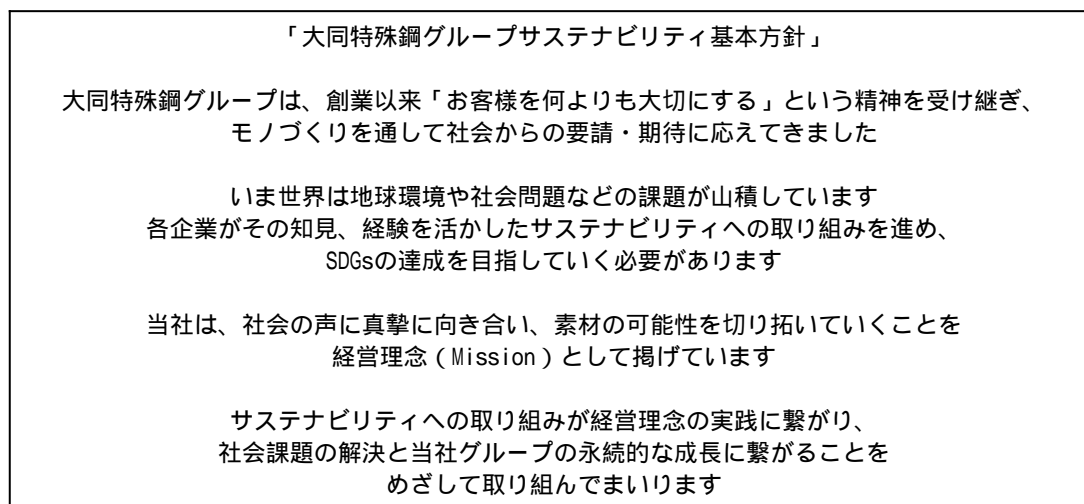 「大同特殊鋼グループサステナビリティ基本方針」
大同特殊鋼グループは、創業以来「お客様を何よりも大切にする」という精神を受け継ぎ、
モノづくりを通して社会からの要請・期待に応えてきました
いま世界は地球環境や社会問題などの課題が山積しています
各企業がその知見、経験を活かしたサステナビリティへの取り組みを進め、
SDGsの達成を目指していく必要があります
当社は、社会の声に真摯に向き合い、素材の可能性を切り拓いていくことを
経営理念（Mission）として掲げています
サステナビリティへの取り組みが経営理念の実践に繋がり、
社会課題の解決と当社グループの永続的な成長に繋がることを
めざして取り組んでまいります